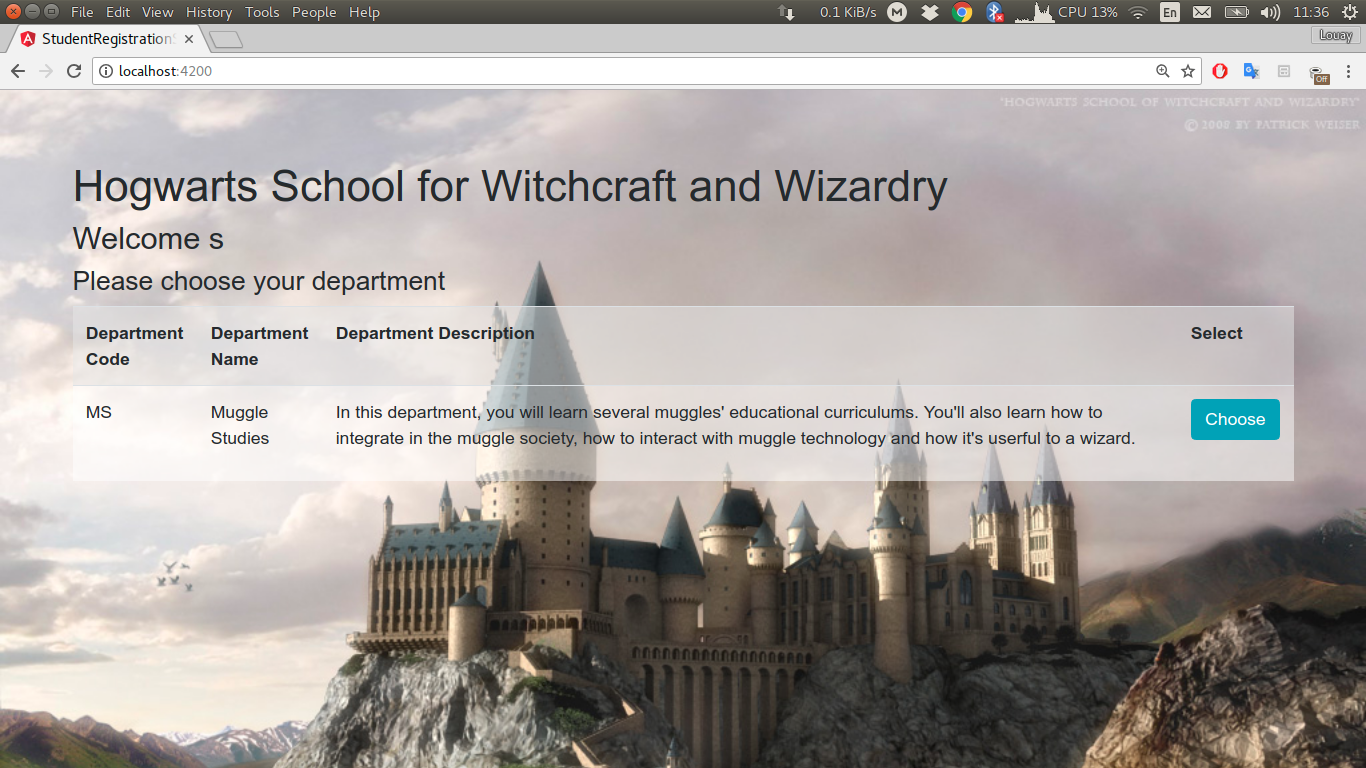 File Edit View History Tools People Help 0.1 KiB/s M CPU 13% En 11:36
StudentRegistration Louay
localhost:4200 Off
"HOGWARTS SCHOOL OF WITCHCRAFT AND WIZARDRY"
© 2008 BY PATRICK WEISER
Hogwarts School for Witchcraft and Wizardry
Welcome s
Please choose your department
Department Code Department Name Department Description Select
MS Muggle Studies In this department, you will learn several muggles' educational curriculums. You'll also learn how to
integrate in the muggle society, how to interact with muggle technology and how it's userful to a wizard.
Choose